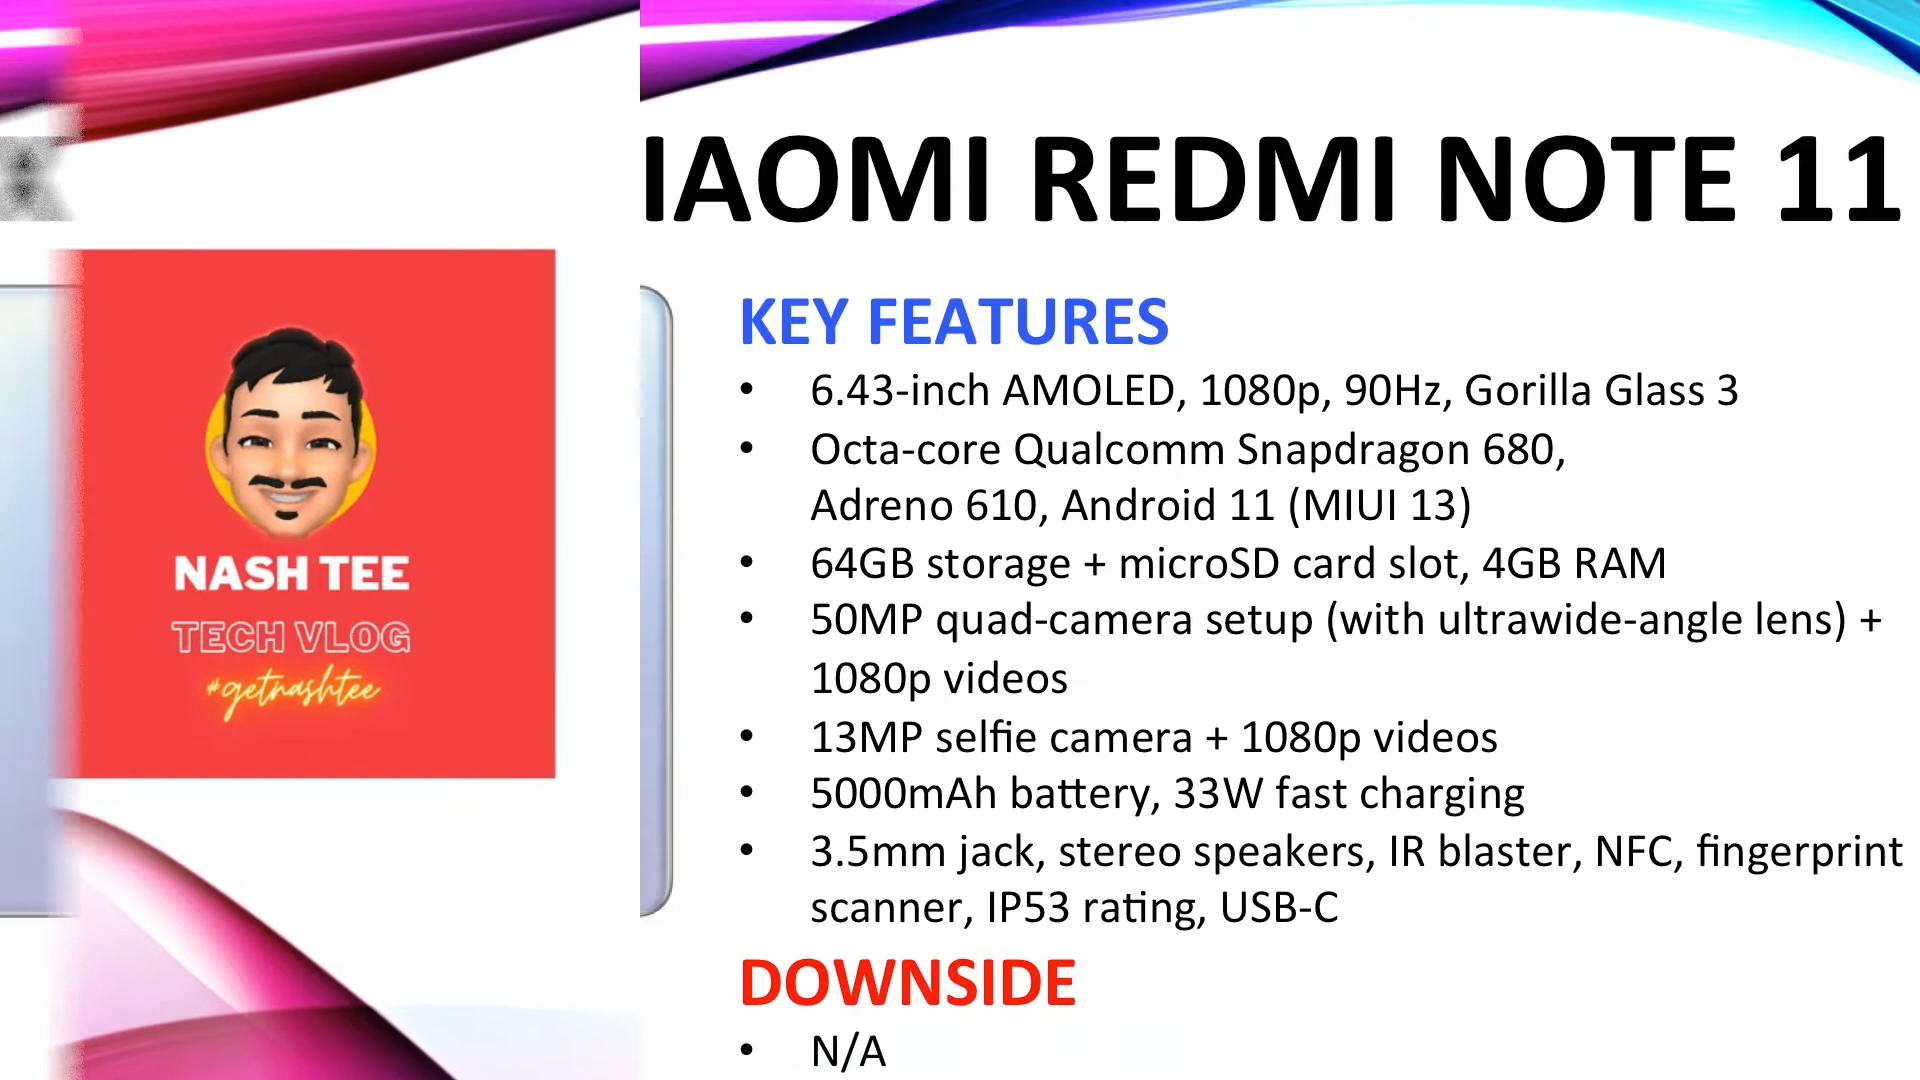 IAOMI REDMI NOTE 11
NASH TEE
TECH VLOG
#getnashtee
KEY FEATURES
• 6.43-inch AMOLED, 1080p, 90Hz, Gorilla Glass 3
• Octa-core Qualcomm Snapdragon 680,
Adreno 610, Android 11 (MIUI 13)
• 64GB storage + microSD card slot, 4GB RAM
• 50MP quad-camera setup (with ultrawide-angle lens) +
1080p videos
• 13MP selfie camera + 1080p videos
• 5000mAh battery, 33W fast charging
• 3.5mm jack, stereo speakers, IR blaster, NFC, fingerprint
scanner, IP53 rating, USB-C
DOWNSIDE
• N/A